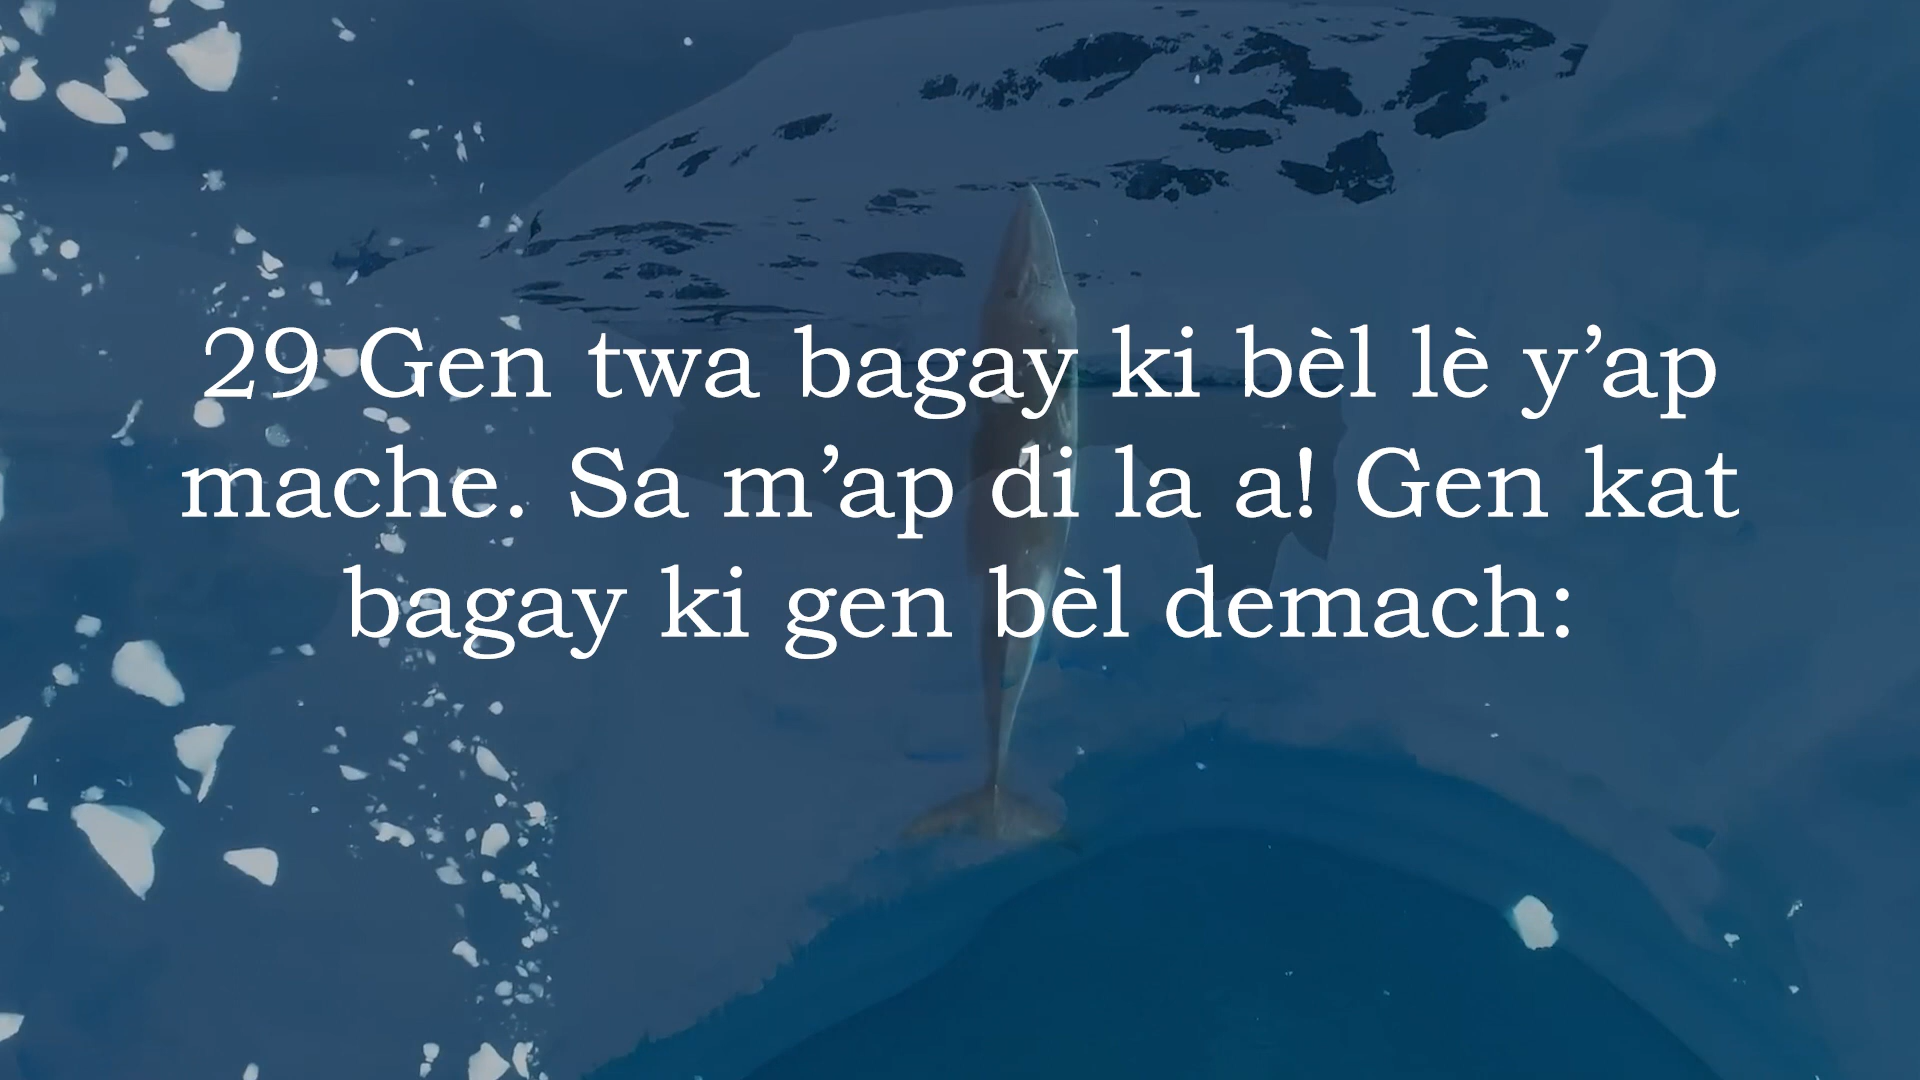 29 Gen twa bagay ki bèl lè y’ap
mache. Sa m’ap di la a! Gen kat
bagay ki gen bèl demach: